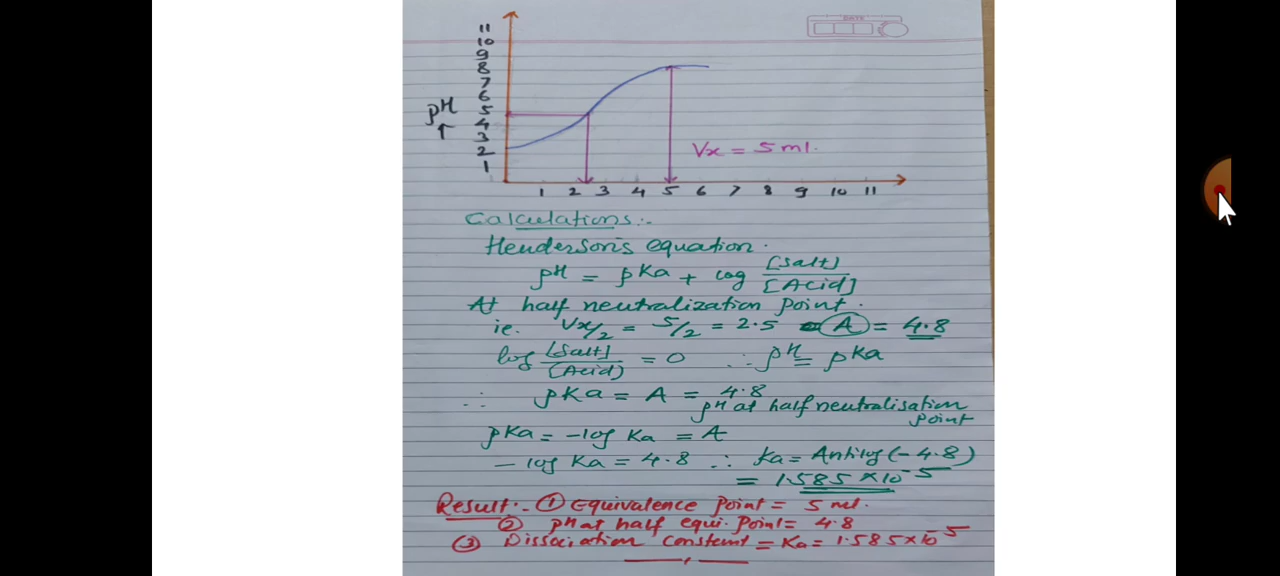 DATE
11
10
9
8
7
6
5
4
3
2
1
pH
↑
Vx = 5 ml.
1 2 3 4 5 6 7 8 9 10 11
Calculations:-
Henderson's equation.
pH = pKa + log [Salt]/[Acid]
At half neutralization point.
ie. Vx/2 = 5/2 = 2.5 A = 4.8
log [Salt]/[Acid] = 0 ∴ pH = pKa
∴ pKa = A = 4.8
pH at half neutralisation
point
pKa = -log Ka = A
-log Ka = 4.8 ∴ Ka = Antilog (-4.8)
= 1.585 × 10⁻⁵
Result:- ① Equivalence point = 5 ml.
② pH at half equi. point = 4.8
③ Dissociation constant = Ka = 1.585 × 10⁻⁵